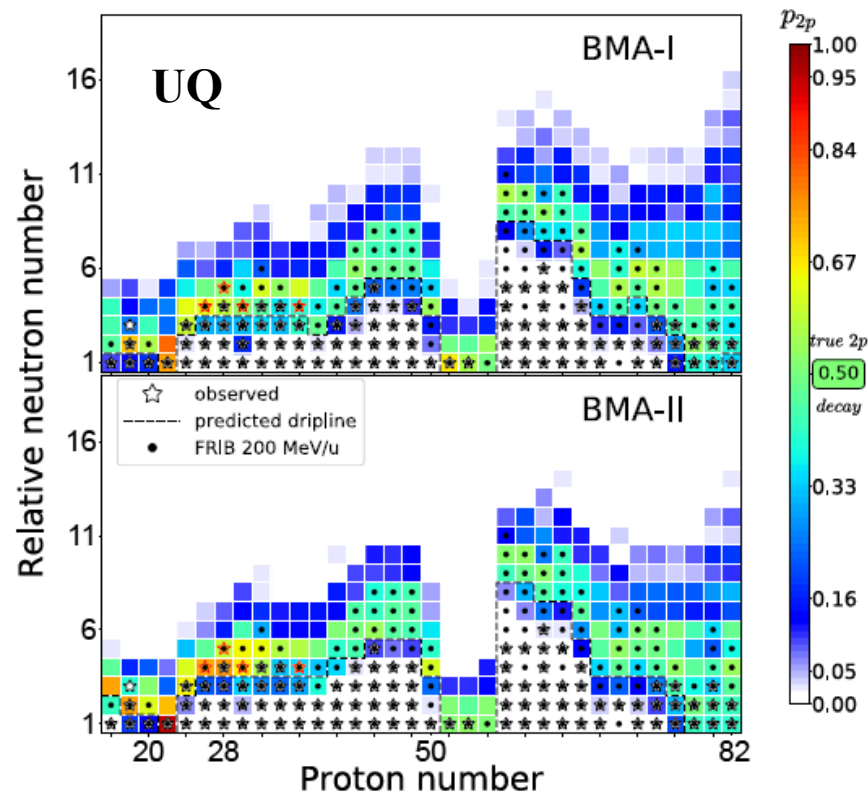 BMA-I
UQ
16
11
6
1
observed
predicted dripline
FRIB 200 MeV/u
BMA-II
16
11
6
1
20 28 50 82
Proton number
Relative neutron number
p2p
1.00
0.95
0.84
0.67
true 2p
0.50
decay
0.33
0.16
0.05
0.00